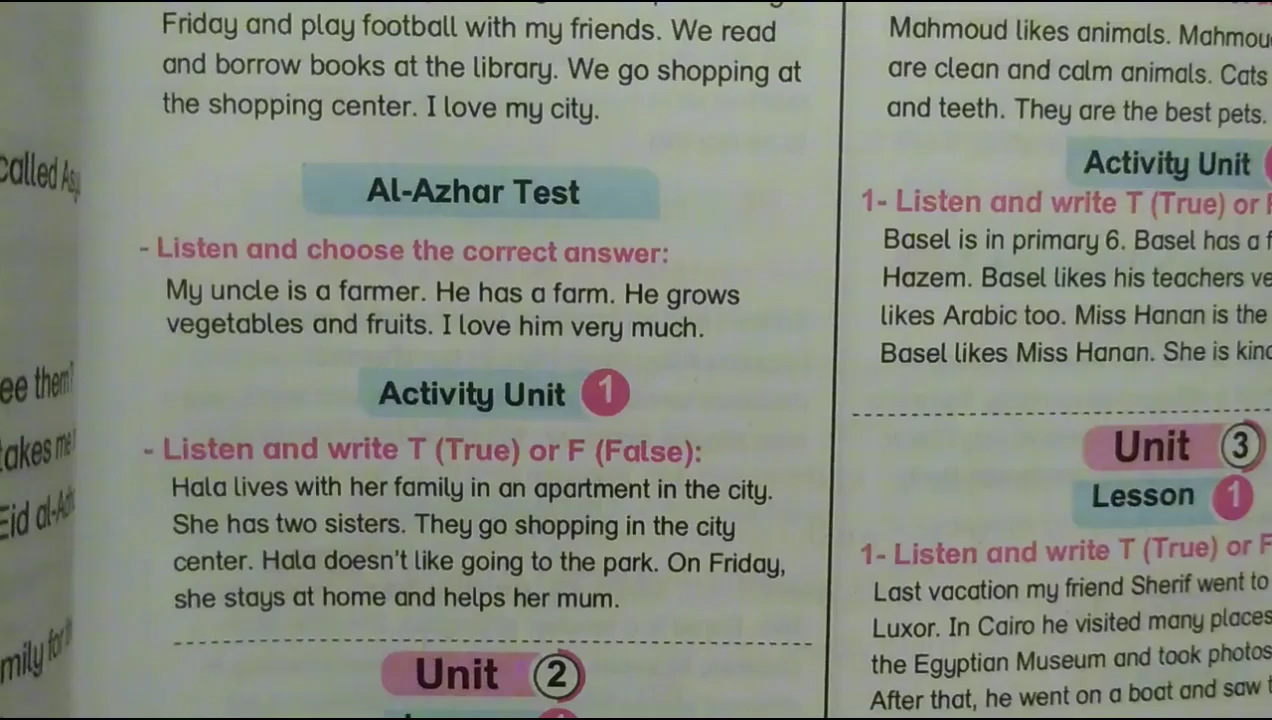 Friday and play football with my friends. We read
and borrow books at the library. We go shopping at
the shopping center. I love my city.
Al-Azhar Test
- Listen and choose the correct answer:
My uncle is a farmer. He has a farm. He grows
vegetables and fruits. I love him very much.
Activity Unit 1
- Listen and write T (True) or F (False):
Hala lives with her family in an apartment in the city.
She has two sisters. They go shopping in the city
center. Hala doesn't like going to the park. On Friday,
she stays at home and helps her mum.
Unit 2
Mahmoud likes animals.
are clean and calm animals. Cats
and teeth. They are the best pets.
Activity Unit
1- Listen and write T (True) or
Basel is in primary 6. Basel has a
Hazem. Basel likes his teachers
likes Arabic too. Miss Hanan is the
Basel likes Miss Hanan. She is
Unit 3
Lesson 1
1- Listen and write T (True) or F
Last vacation my friend Sherif went to
Luxor. In Cairo he visited many places
the Egyptian Museum and took photos
After that, he went on a boat and saw
called
ee them?
takes me
Eid
mily for